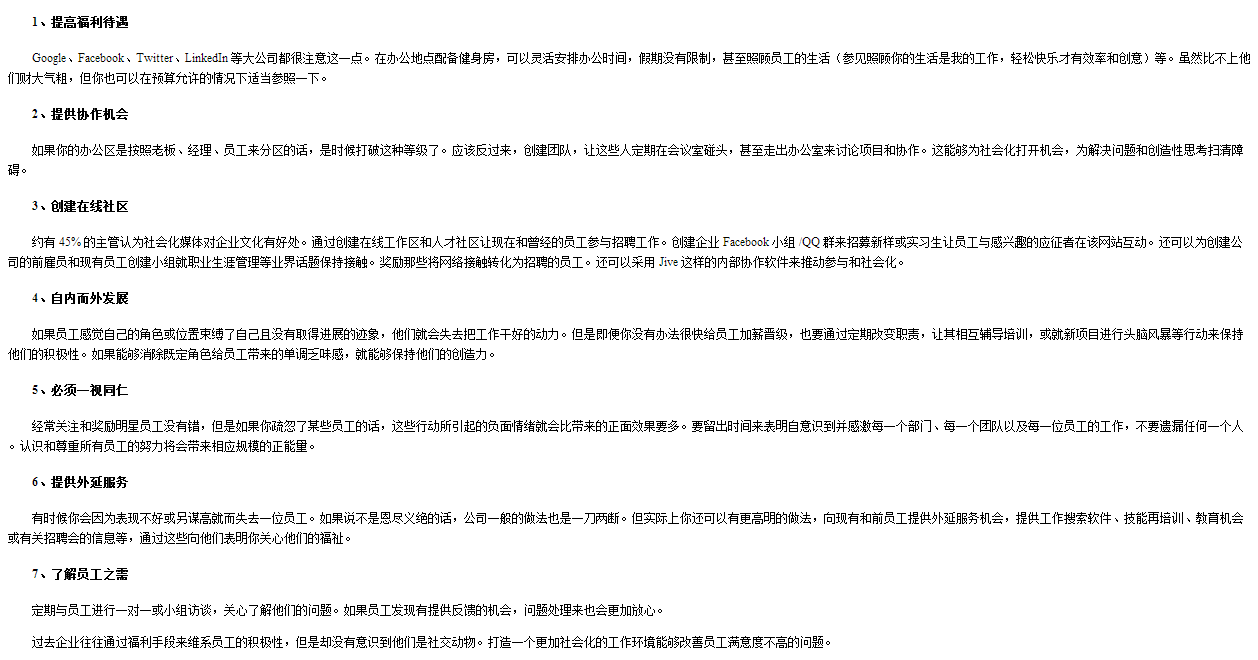 1、提高福利待遇
Google、Facebook、Twitter、LinkedIn 等大公司都很注意这一点。在办公地点配备健身房，可以灵活安排办公时间，假期没有限制，甚至照顾员工的生活（参见照顾你的生活是我的工作，轻松快乐才有效率和创意）等。虽然比不上他
们财大气粗，但你也可以在预算允许的情况下适当参照一下。
2、提供协作机会
如果你的办公区是按照老板、经理、员工来分区的话，是时候打破这种等级了。应该反过来，创建团队，让这些人定期在会议室碰头，甚至走出办公室来讨论项目和协作。这能够为社会化打开机会，为解决问题和创造性思考扫清障
碍。
3、创建在线社区
约有 45% 的主管认为社会化媒体对企业文化有好处。通过创建在线工作区和人才社区让现在和曾经的员工参与招聘工作。创建企业 Facebook 小组 /QQ 群来招募新样或实习生让员工与感兴趣的应征者在该网站互动。还可以为创建公
司的前雇员和现有员工创建小组就职业生涯管理等业界话题保持接触。奖励那些将网络接触转化为招聘的员工。还可以采用 Jive 这样的内部协作软件来推动参与和社会化。
4、自内而外发展
如果员工感觉自己的角色或位置束缚了自己且没有取得进展的迹象，他们就会失去把工作干好的动力。但是即便你没有办法很快给员工加薪晋级，也要通过定期改变职责，让其相互辅导培训，或就新项目进行头脑风暴等行动来保持
他们的积极性。如果能够消除既定角色给员工带来的单调乏味感，就能够保持他们的创造力。
5、必须一视同仁
经常关注和奖励明星员工没有错，但是如果你疏忽了某些员工的话，这些行动所引起的负面情绪就会比带来的正面效果要多。要留出时间来表明自意识到并感激每一个部门、每一个团队以及每一位员工的工作，不要遗漏任何一个人
。认识和尊重所有员工的努力将会带来相应规模的正能量。
6、提供外延服务
有时候你会因为表现不好或另谋高就而失去一位员工。如果说不是恩尽义绝的话，公司一般的做法也是一刀两断。但实际上你还可以有更高明的做法，向现有和前员工提供外延服务机会，提供工作搜索软件、技能再培训、教育机会
或有关招聘会的信息等，通过这些向他们表明你关心他们的福祉。
7、了解员工之需
定期与员工进行一对一或小组访谈，关心了解他们的问题。如果员工发现有提供反馈的机会，问题处理来也会更加放心。
过去企业往往通过福利手段来维系员工的积极性，但是却没有意识到他们是社交动物。打造一个更加社会化的工作环境能够改善员工满意度不高的问题。